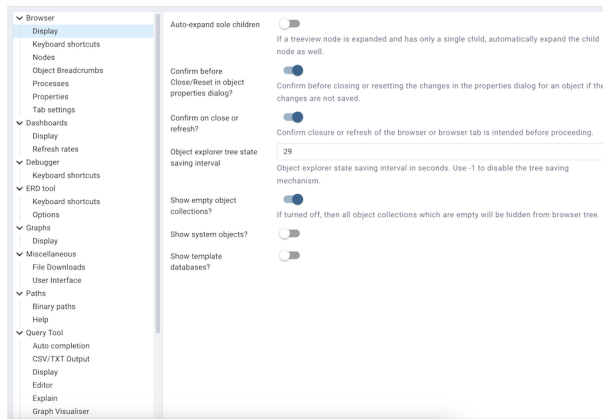 Browser
Display
Keyboard shortcuts
Nodes
Object Breadcrumbs
Processes
Properties
Tab settings
Dashboards
Display
Refresh rates
Debugger
Keyboard shortcuts
ERD tool
Keyboard shortcuts
Options
Graphs
Display
Miscellaneous
File Downloads
User Interface
Paths
Binary paths
Help
Query Tool
Auto completion
CSV/TXT Output
Display
Editor
Explain
Graph Visualiser
Auto-expand sole children
If a treeview node is expanded and has only a single child, automatically expand the child
node as well.
Confirm before
Close/Reset in object
properties dialog?
Confirm before closing or resetting the changes in the properties dialog for an object if the
changes are not saved.
Confirm on close or
refresh?
Confirm closure or refresh of the browser or browser tab is intended before proceeding.
Object explorer tree state
saving interval
29
Object explorer state saving interval in seconds. Use -1 to disable the tree saving
mechanism.
Show empty object
collections?
If turned off, then all object collections which are empty will be hidden from browser tree.
Show system objects?
Show template
databases?